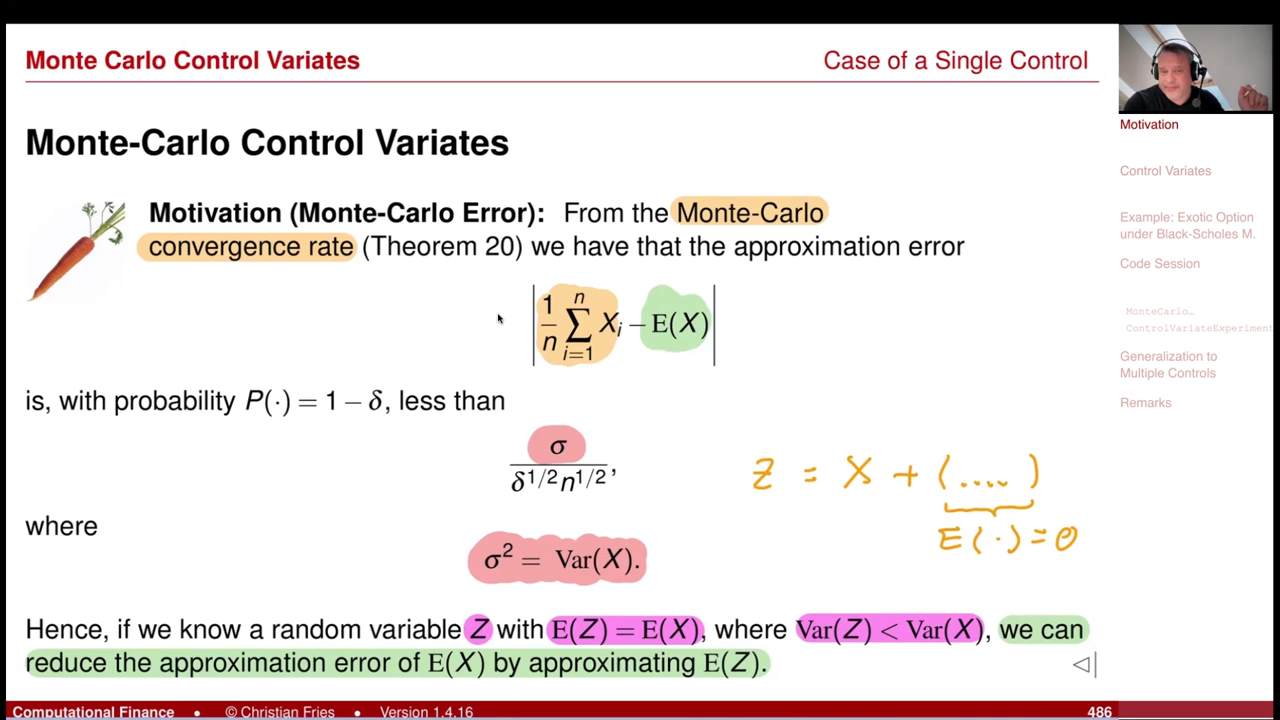 Monte Carlo Control Variates
Case of a Single Control
Monte-Carlo Control Variates
Motivation (Monte-Carlo Error): From the Monte-Carlo
convergence rate (Theorem 20) we have that the approximation error
| 1/n ∑_{i=1}^{n} X_i − E(X) |
is, with probability P(·) = 1 − δ, less than
σ / (δ^{1/2} n^{1/2}),
where
σ² = Var(X).
Z = X + (....)
E(·) = 0
Hence, if we know a random variable Z with E(Z) = E(X), where Var(Z) < Var(X), we can
reduce the approximation error of E(X) by approximating E(Z).
Motivation
Control Variates
Example: Exotic Option
under Black-Scholes M.
Code Session
MonteCarlo…
ControlVariateExperiment
Generalization to
Multiple Controls
Remarks
Computational Finance • © Christian Fries • Version 1.4.16
486